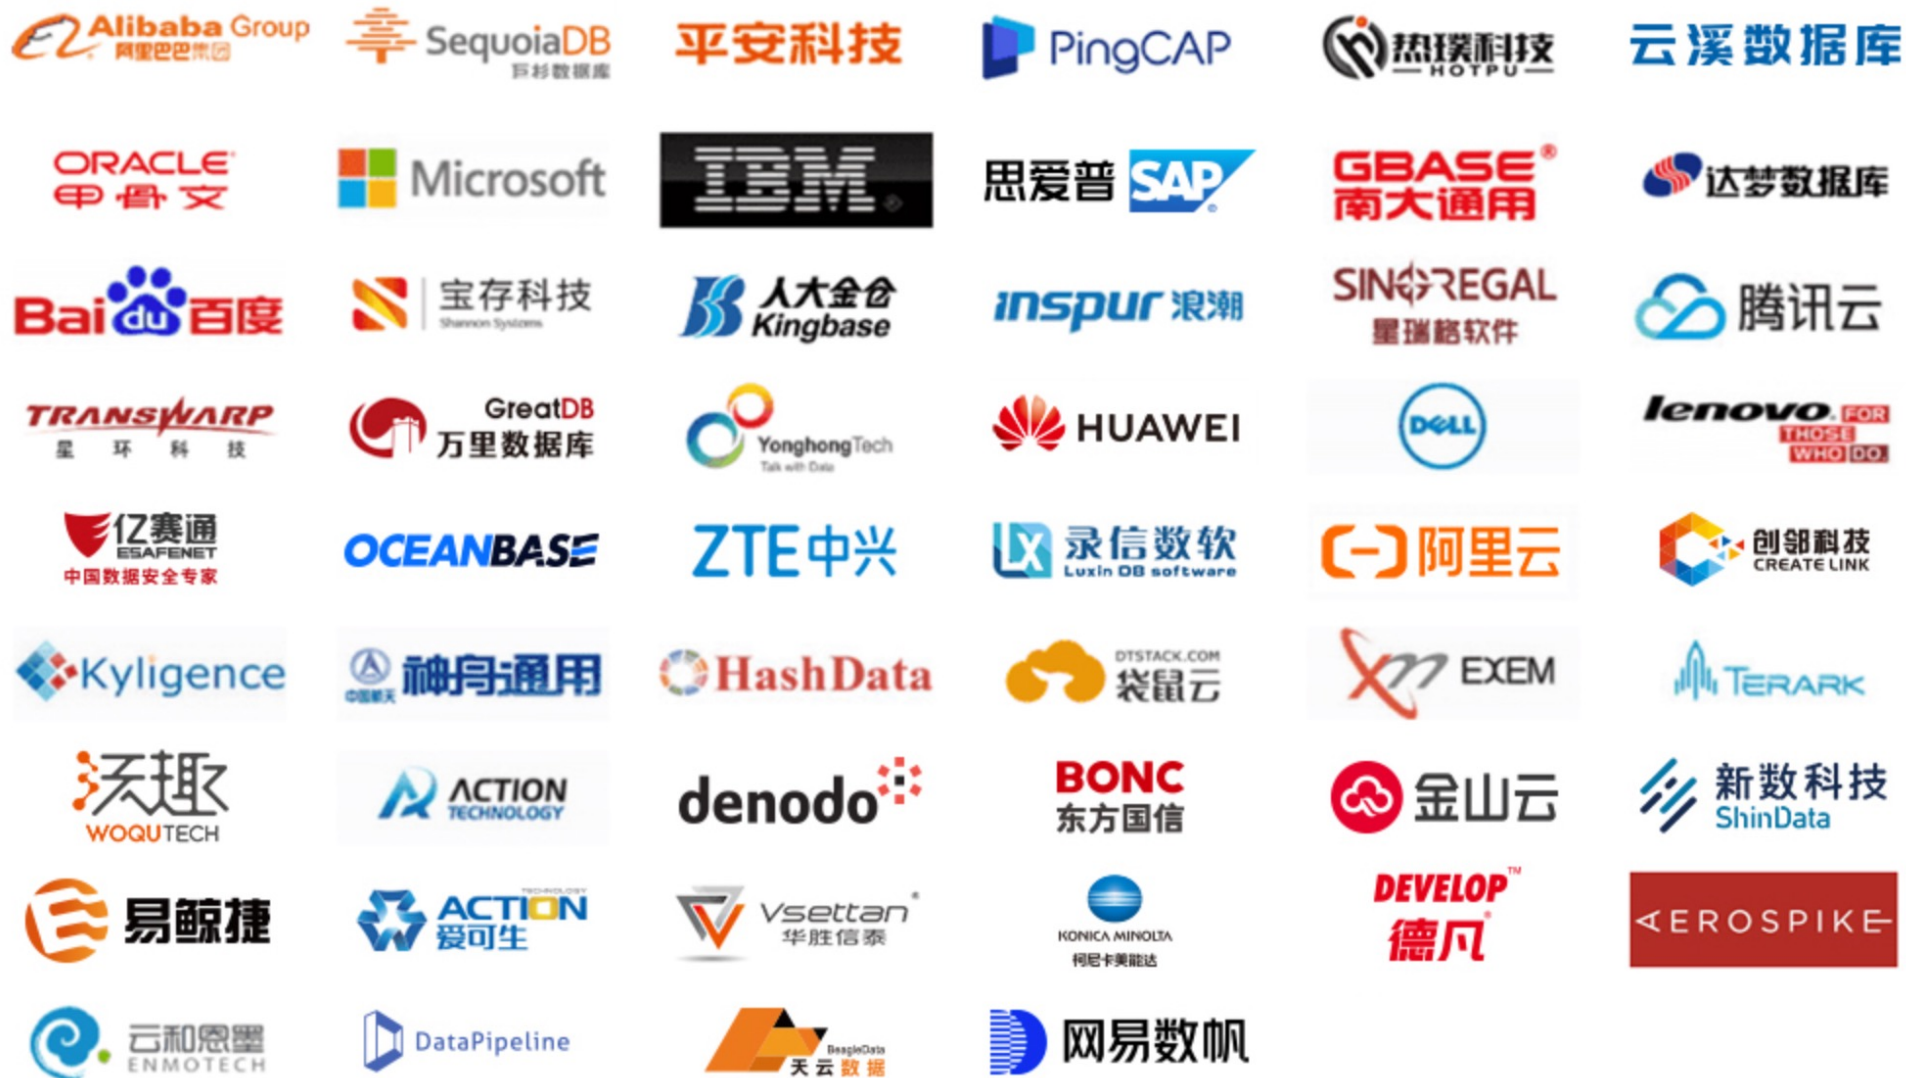 Alibaba Group
阿里巴巴集团
SequoiaDB
巨杉数据库
平安科技
PingCAP
热璞科技
HOTPU
云溪数据库
ORACLE
甲骨文
Microsoft
IBM
思爱普 SAP
GBASE®
南大通用
达梦数据库
Bai du 百度
宝存科技
Shannon Systems
人大金仓
Kingbase
inspur 浪潮
SINOREGAL
星瑞格软件
腾讯云
TRANSWARP
星环科技
GreatDB
万里数据库
YonghongTech
Talk with Data
HUAWEI
DELL
lenovo. FOR
THOSE
WHO DO.
亿赛通
ESAFENET
中国数据安全专家
OCEANBASE
ZTE中兴
LX 录信数软
Luxin DB software
阿里云
创邻科技
CREATE LINK
Kyligence
中国航天 神舟通用
HashData
DTSTACK.COM
袋鼠云
EXEM
TERARK
沃趣
WOQUTECH
ACTION
TECHNOLOGY
denodo
BONC
东方国信
金山云
新数科技
ShinData
易鲸捷
TECHNOLOGY
ACTION
爱可生
Vsettan®
华胜信泰
KONICA MINOLTA
柯尼卡美能达
DEVELOP™
德凡®
AEROSPIKE
云和恩墨
ENMOTECH
DataPipeline
BeagleData
天云数据
网易数帆